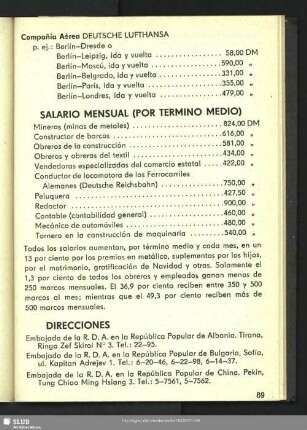 Compañía Aérea DEUTSCHE LUFTHANSA
p. ej.: Berlín–Dresde o
Berlín–Leipzig, ida y vuelta . . . . . . . . . . . . 58,00 DM
Berlín–Moscú, ida y vuelta . . . . . . . . . . . . 590,00 „
Berlín–Belgrado, ida y vuelta . . . . . . . . . . 331,00 „
Berlín–París, ida y vuelta . . . . . . . . . . . . 355,00 „
Berlín–Londres, ida y vuelta . . . . . . . . . . 479,00 „
SALARIO MENSUAL (POR TERMINO MEDIO)
Mineros (minas de metales) . . . . . . . . . . . . 824,00 DM
Constructor de barcos . . . . . . . . . . . . 616,00 „
Obreros de la construcción . . . . . . . . . . . . 581,00 „
Obreros y obreras del textil . . . . . . . . . . . . 434,00 „
Vendedoras especializadas del comercio estatal . . . . 422,00 „
Conductor de locomotora de los Ferrocarriles
Alemanes (Deutsche Reichsbahn) . . . . . . . . . . 750,00 „
Peluquera . . . . . . . . . . . . 427,50 „
Redactor . . . . . . . . . . . . 900,00 „
Contable (contabilidad general) . . . . . . . . . . 460,00 „
Mecánico de automóviles . . . . . . . . . . . . 480,00 „
Tornero en la construcción de maquinaria . . . . . . 540,00 „
Todos los salarios aumentan, por término medio y cada mes, en un
13 por ciento por los premios en metálico, suplementos por los hijos,
por el matrimonio, gratificación de Navidad y otras. Solamente el
1,3 por ciento de todos los obreros y empleados ganan menos de
250 marcos mensuales. El 36,9 por ciento reciben entre 350 y 500
marcos al mes; mientras que el 49,3 por ciento reciben más de
500 marcos mensuales.
DIRECCIONES
Embajada de la R. D. A. en la República Popular de Albania. Tirana,
Ringa Zef Skiroi N° 3. Tel.: 22–95.
Embajada de la R. D. A. en la República Popular de Bulgaria, Sofía,
ul. Kapitan Adrejev 1. Tel.: 6–20–46, 6–22–98, 6–14–37.
Embajada de la R. D. A. en la República Popular de China. Pekín,
Tung Chiao Ming Hsiang 3. Tel.: 5–7561, 5–7562.
89
SLUB